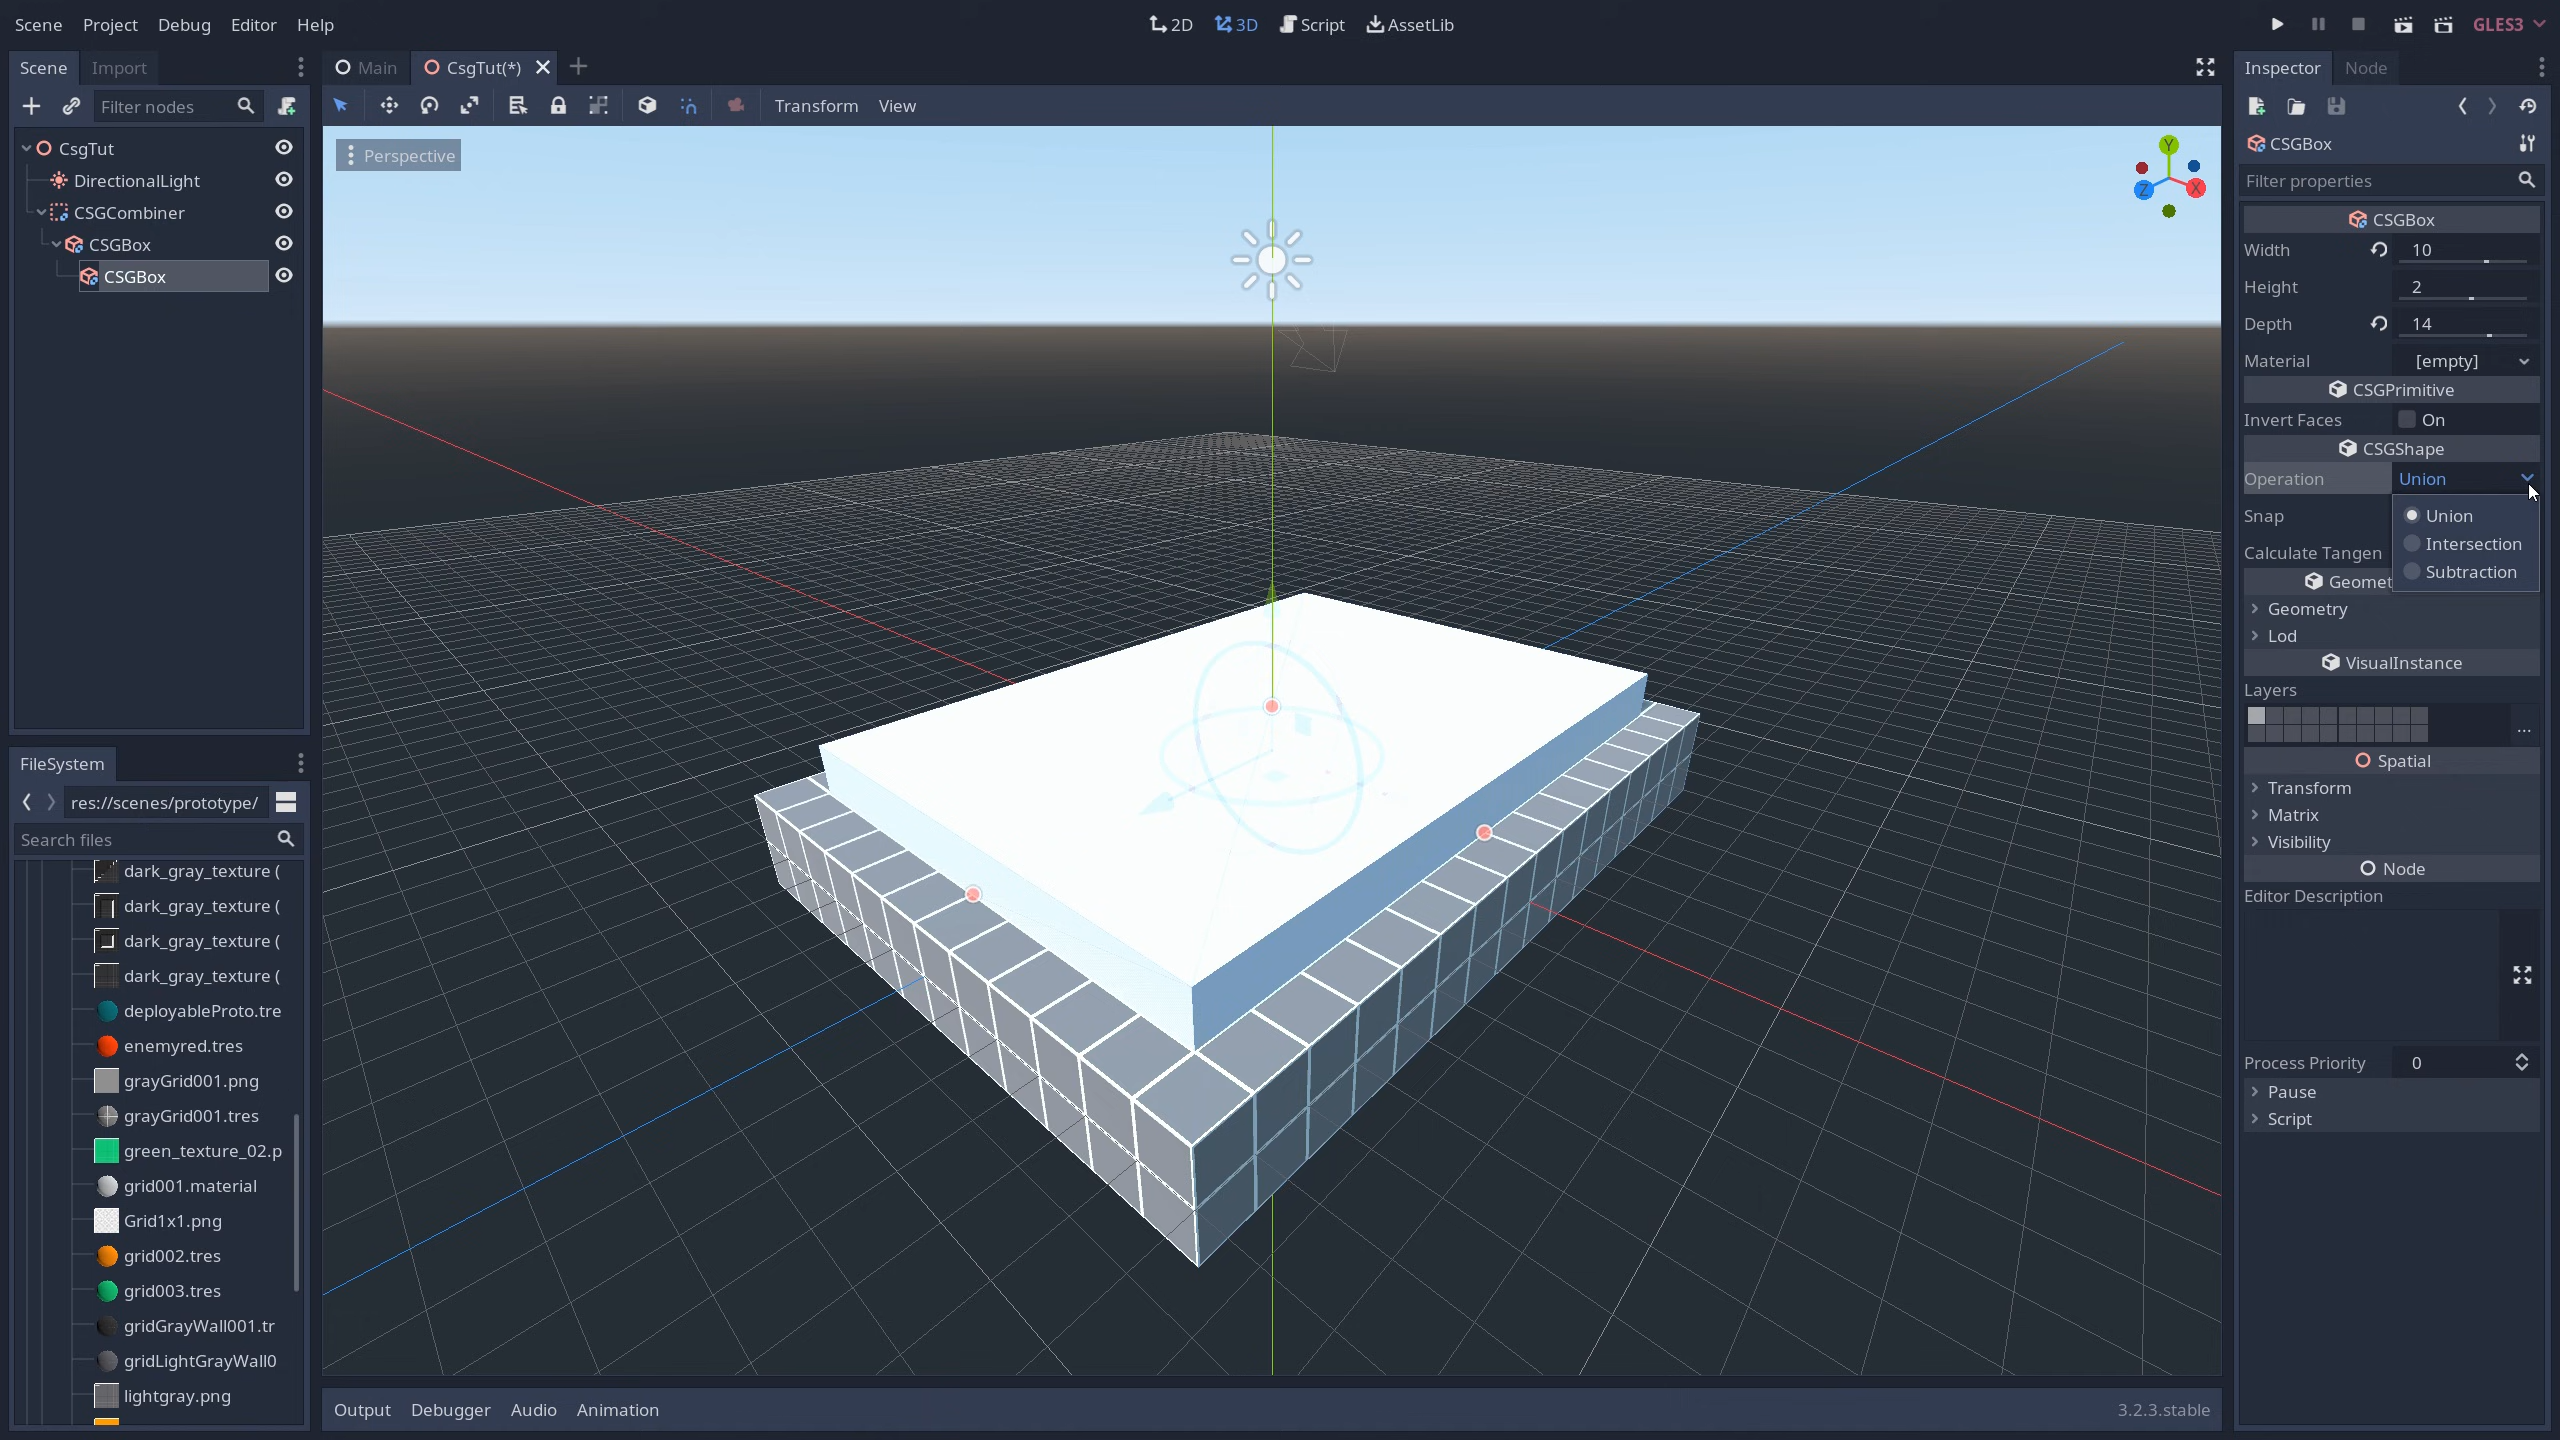 Scene Project Debug Editor Help
2D 3D Script AssetLib
GLES3
Scene Import
Filter nodes
CsgTut
DirectionalLight
CSGCombiner
CSGBox
CSGBox
FileSystem
res://scenes/prototype/
Search files
dark_gray_texture (
dark_gray_texture (
dark_gray_texture (
dark_gray_texture (
deployableProto.tre
enemyred.tres
grayGrid001.png
grayGrid001.tres
green_texture_02.p
grid001.material
Grid1x1.png
grid002.tres
grid003.tres
gridGrayWall001.tr
gridLightGrayWall0
lightgray.png
Main CsgTut(*)
Transform View
Perspective
Y
Z X
Output Debugger Audio Animation
3.2.3.stable
Inspector Node
CSGBox
Filter properties
CSGBox
Width 10
Height 2
Depth 14
Material [empty]
CSGPrimitive
Invert Faces On
CSGShape
Operation Union
Union
Intersection
Subtraction
Snap
Calculate Tangen
Geomet
Geometry
Lod
VisualInstance
Layers
...
Spatial
Transform
Matrix
Visibility
Node
Editor Description
Process Priority 0
Pause
Script